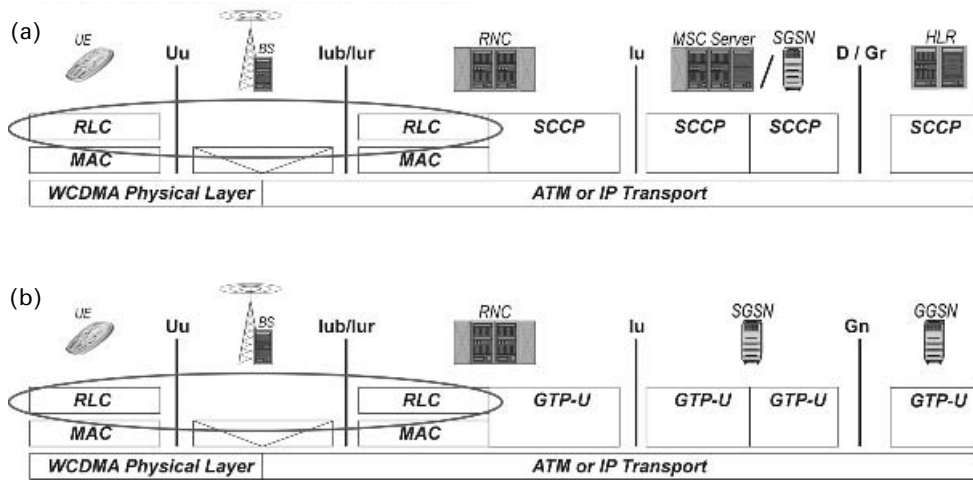 (a)
UE
Uu
BS
Iub/Iur
RNC
Iu
MSC Server
SGSN
D / Gr
HLR
RLC
RLC
SCCP
SCCP
SCCP
SCCP
MAC
MAC
WCDMA Physical Layer
ATM or IP Transport
(b)
UE
Uu
BS
Iub/Iur
RNC
Iu
SGSN
Gn
GGSN
RLC
RLC
GTP-U
GTP-U
GTP-U
GTP-U
MAC
MAC
WCDMA Physical Layer
ATM or IP Transport